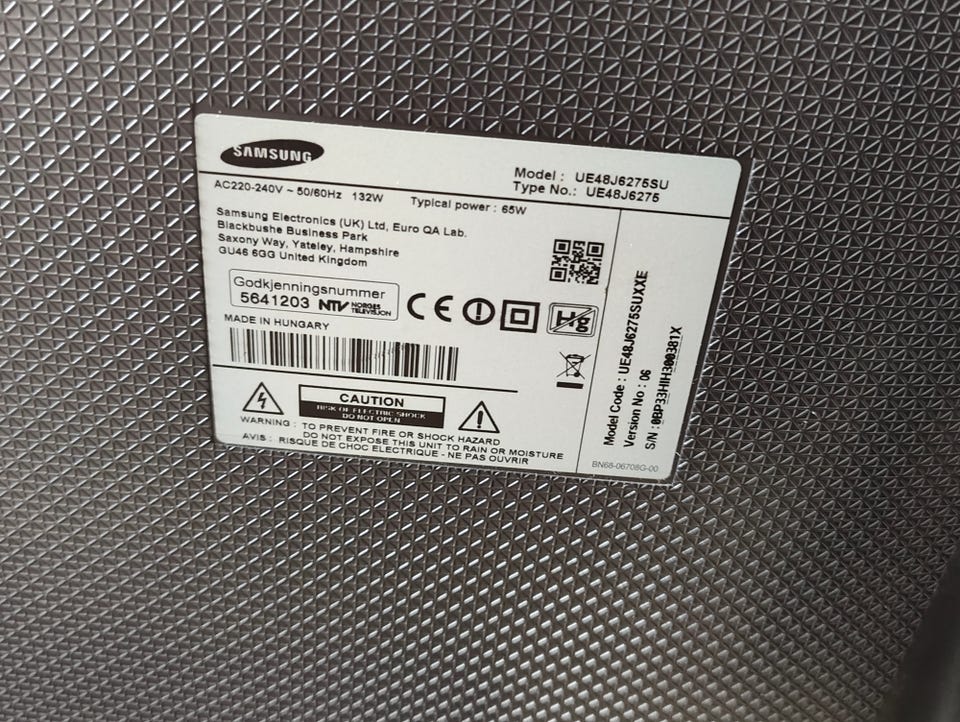 SAMSUNG
Model : UE48J6275SU
Type No.: UE48J6275
AC220-240V ~ 50/60Hz 132W Typical power : 65W
Samsung Electronics (UK) Ltd, Euro QA Lab.
Blackbushe Business Park
Saxony Way, Yateley, Hampshire
GU46 6GG United Kingdom
Godkjenningsnummer
5641203 NTV NORGES TELEVISJON
CE
Hg
MADE IN HUNGARY
CAUTION
RISK OF ELECTRIC SHOCK
DO NOT OPEN
WARNING : TO PREVENT FIRE OR SHOCK HAZARD
DO NOT EXPOSE THIS UNIT TO RAIN OR MOISTURE
AVIS : RISQUE DE CHOC ELECTRIQUE - NE PAS OUVRIR
Model Code : UE48J6275SUXXE
Version No : 06
S/N : 0BP33HIH300381X
BN68-06708G-00